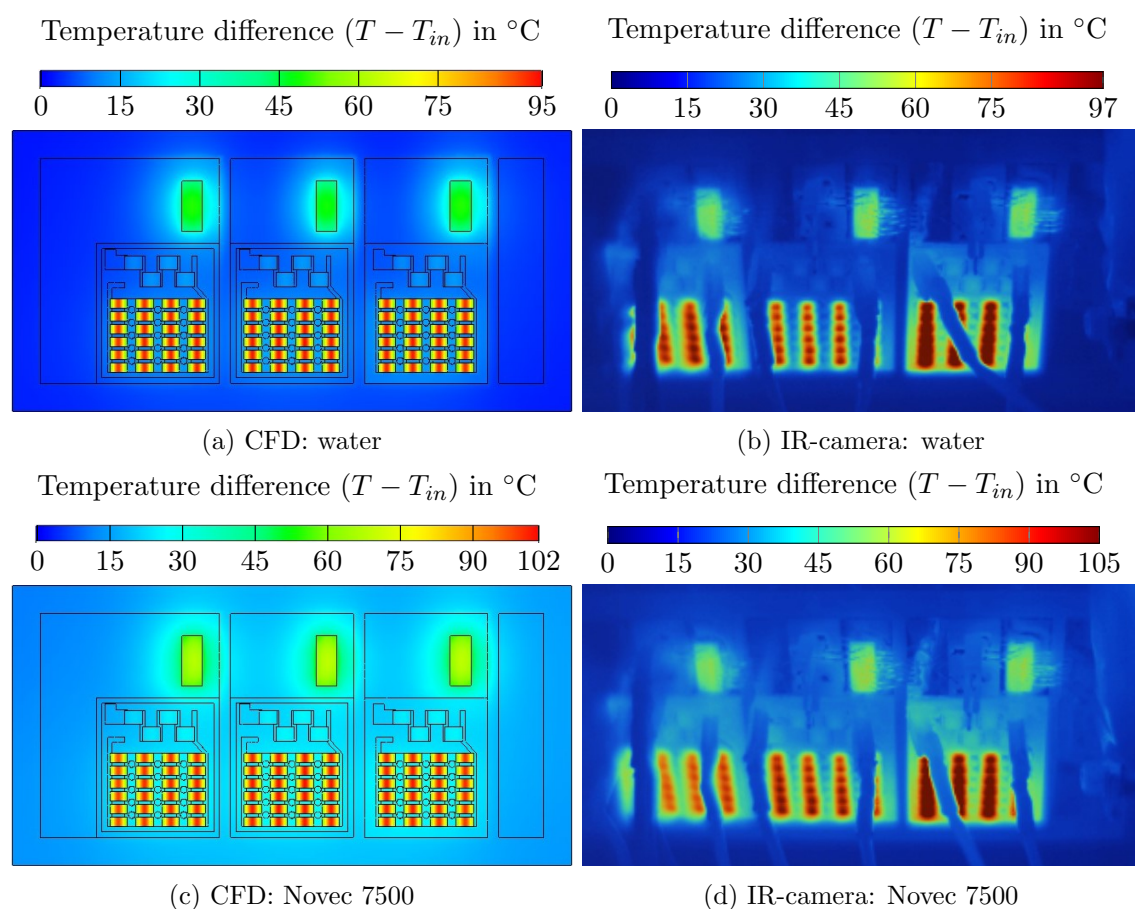 Temperature difference (T − T_in) in °C
0 15 30 45 60 75 95
(a) CFD: water
Temperature difference (T − T_in) in °C
0 15 30 45 60 75 97
(b) IR-camera: water
Temperature difference (T − T_in) in °C
0 15 30 45 60 75 90 102
(c) CFD: Novec 7500
Temperature difference (T − T_in) in °C
0 15 30 45 60 75 90 105
(d) IR-camera: Novec 7500